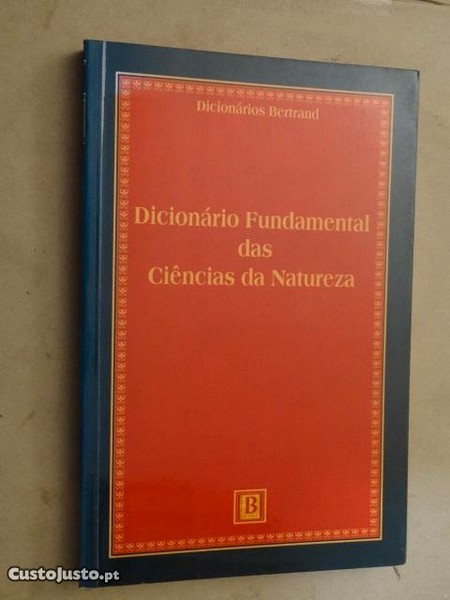 Dicionários Bertrand
Dicionário Fundamental
das
Ciências da Natureza
B
CustoJusto.pt